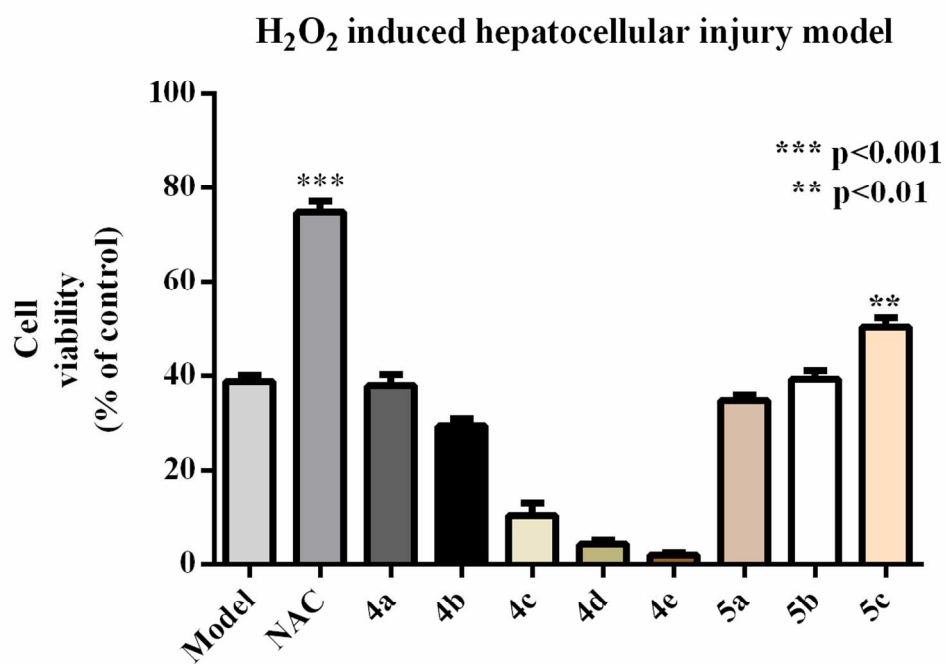 H₂O₂ induced hepatocellular injury model
Cell
viability
(% of control)
100
80
60
40
20
0
***
**
*** p<0.001
** p<0.01
Model
NAC
4a
4b
4c
4d
4e
5a
5b
5c